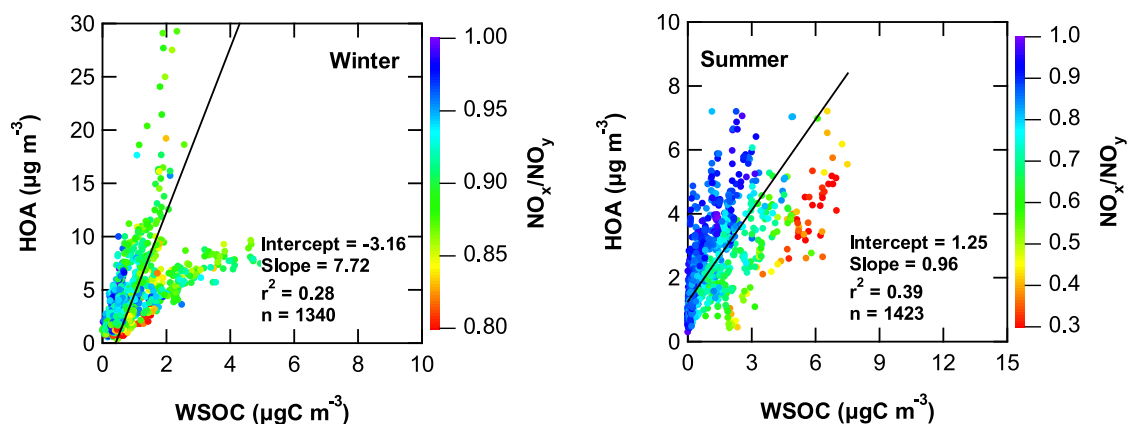 30
25
20
15
10
5
0
HOA (µg m⁻³)
0
2
4
6
8
10
WSOC (µgC m⁻³)
Winter
Intercept = -3.16
Slope = 7.72
r² = 0.28
n = 1340
1.00
0.95
0.90
0.85
0.80
NOₓ/NOᵧ
10
8
6
4
2
0
HOA (µg m⁻³)
0
3
6
9
12
15
WSOC (µgC m⁻³)
Summer
Intercept = 1.25
Slope = 0.96
r² = 0.39
n = 1423
1.0
0.9
0.8
0.7
0.6
0.5
0.4
0.3
NOₓ/NOᵧ